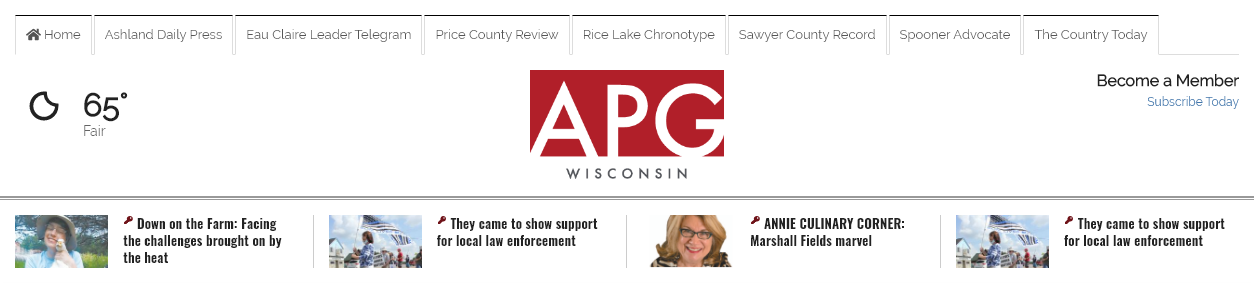 Home
Ashland Daily Press
Eau Claire Leader Telegram
Price County Review
Rice Lake Chronotype
Sawyer County Record
Spooner Advocate
The Country Today
65°
Fair
APG
WISCONSIN
Become a Member
Subscribe Today
Down on the Farm: Facing
the challenges brought on by
the heat
They came to show support
for local law enforcement
ANNIE CULINARY CORNER:
Marshall Fields marvel
They came to show support
for local law enforcement